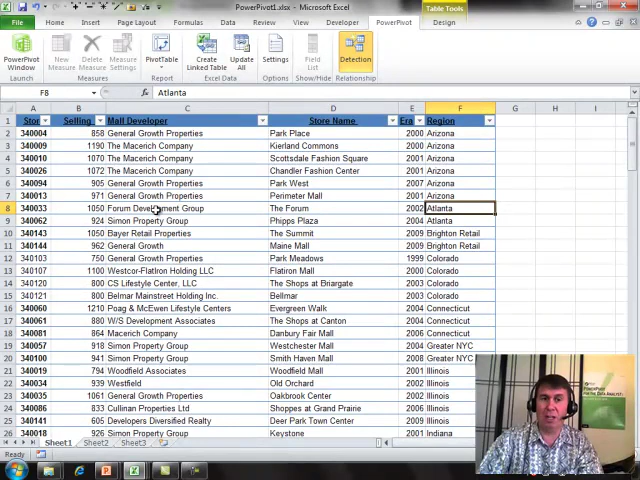 PowerPivot1.xlsx - Microsoft Excel
Table Tools
File Home Insert Page Layout Formulas Data Review View Developer PowerPivot Design
PowerPivot Window
New Measure
Delete Measure
Measure Settings
PivotTable
Create Linked Table
Update All
Settings
Field List
Detection
Launch Measures Report Excel Data Show/Hide Relationship
F8 Atlanta
A B C D E F G H I
1 Stor Selling Mall Developer Store Name Era Region
2 340004 858 General Growth Properties Park Place 2000 Arizona
3 340009 1190 The Macerich Company Kierland Commons 2000 Arizona
4 340010 1070 The Macerich Company Scottsdale Fashion Square 2000 Arizona
5 340026 1072 The Macerich Company Chandler Fashion Center 2001 Arizona
6 340094 905 General Growth Properties Park West 2007 Arizona
7 340013 971 General Growth Properties Perimeter Mall 2001 Arizona
8 340033 1050 Forum Development Group The Forum 2002 Atlanta
9 340062 924 Simon Property Group Phipps Plaza 2004 Atlanta
10 340143 1050 Bayer Retail Properties The Summit 2009 Brighton Retail
11 340144 962 General Growth Maine Mall 2009 Brighton Retail
12 340103 750 General Growth Properties Park Meadows 1999 Colorado
13 340107 1100 Westcor-FlatIron Holding LLC Flatiron Mall 2000 Colorado
14 340120 800 CS Lifestyle Center, LLC The Shops at Briargate 2003 Colorado
15 340121 800 Belmar Mainstreet Holding Inc. Bellmar 2004 Colorado
16 340060 1210 Poag & McEwen Lifestyle Centers Evergreen Walk 2004 Connecticut
17 340061 880 W/S Development Associates The Shops at Canton 2004 Connecticut
18 340081 864 Macerich Company Danbury Fair Mall 2006 Connecticut
19 340057 918 Simon Property Group Westchester Mall 2004 Greater NYC
20 340100 941 Simon Property Group South Hills Mall 2008 Greater NYC
21 340019 794 Woodfield Associates Woodfield Mall 2001 Illinois
22 340034 939 Westfield Old Orchard 2002 Illinois
23 340035 1061 General Growth Properties Oakbrook Center 2002 Illinois
24 340086 833 Cullinan Properties Ltd Shoppes at Grand Prairie 2006 Illinois
25 340141 605 Developers Diversified Realty Deer Park Town Center 2009 Illinois
26 340018 926 Simon Property Group Keystone 2001 Indiana
Sheet1 Sheet2 Sheet3
Ready